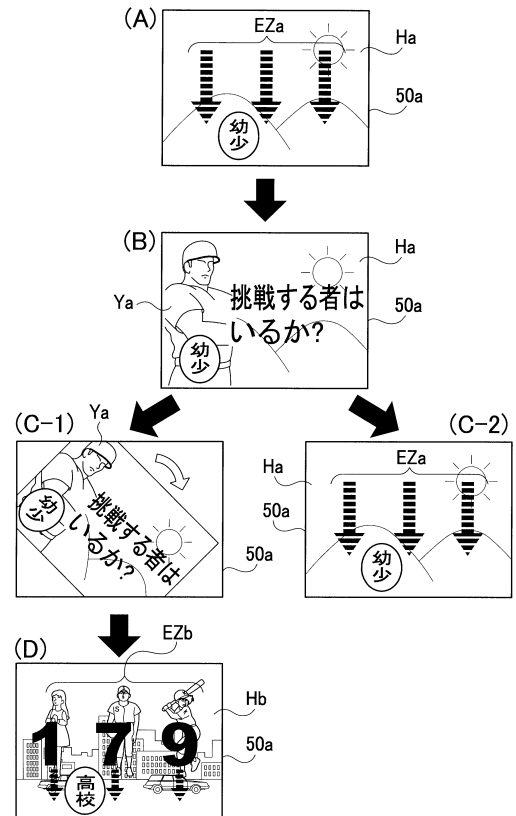 (A)
EZa
Ha
50a
幼少
(B)
Ha
Ya
50a
挑戦する者は
いるか?
幼少
(C-1)
Ya
幼少
挑戦する者は
いるか?
50a
(C-2)
Ha
EZa
50a
幼少
(D)
EZb
Hb
S
1 7 9
50a
高校